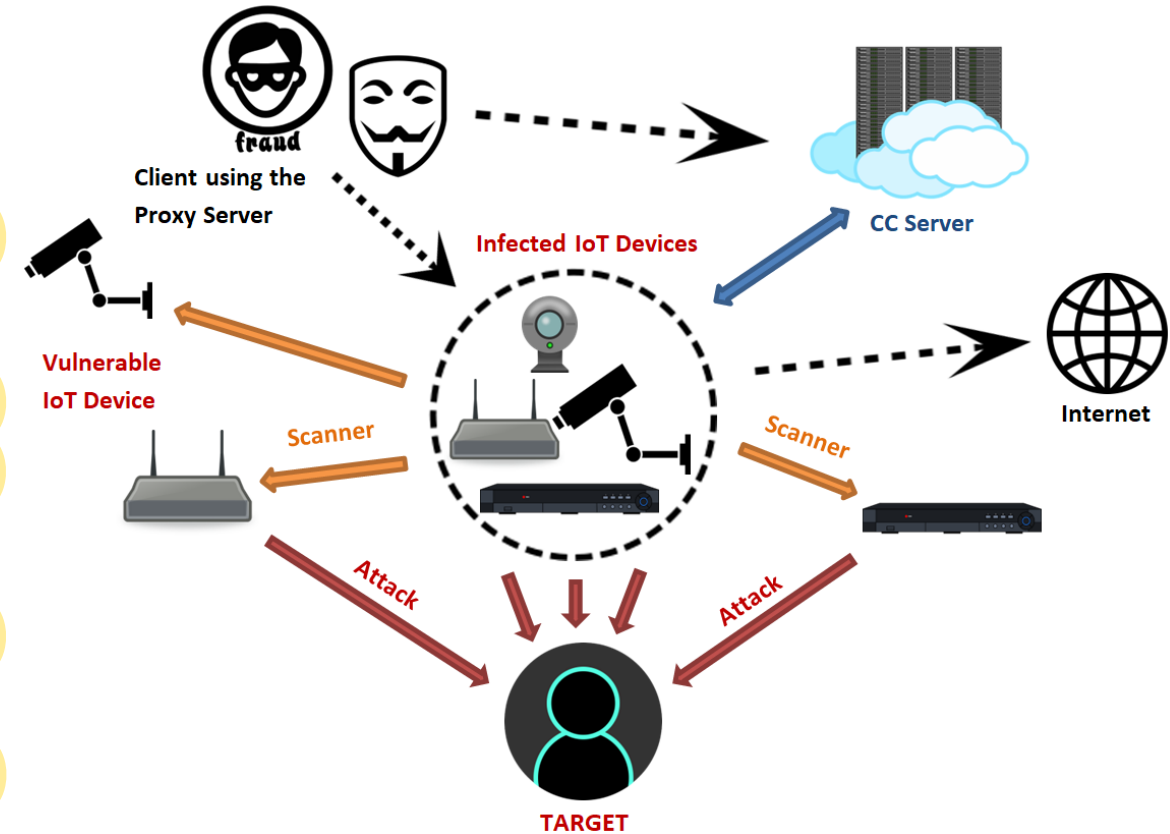 fraud
Client using the
Proxy Server
CC Server
Infected IoT Devices
Vulnerable
IoT Device
Internet
Scanner
Scanner
Attack
Attack
TARGET